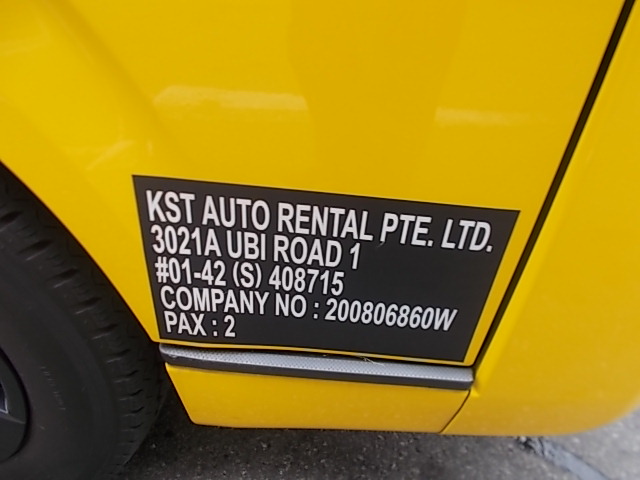 KST AUTO RENTAL PTE. LTD.
3021A UBI ROAD 1
#01-42 (S) 408715
COMPANY NO : 200806860W
PAX : 2